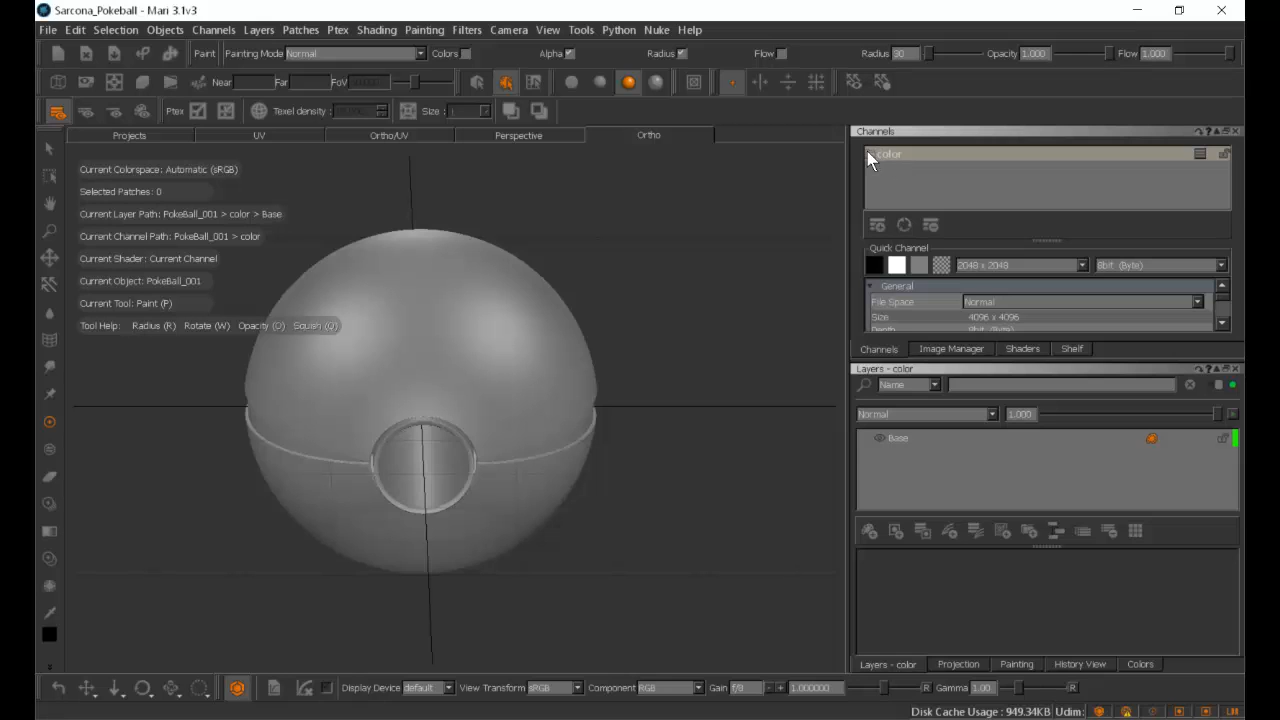 Sarcona_Pokeball - Mari 3.1v3
File Edit Selection Objects Channels Layers Patches Ptex Shading Painting Filters Camera View Tools Python Nuke Help
Paint Painting Mode Normal Colors Alpha Radius Flow Radius 30 Opacity 1.000 Flow 1.000
Near Far FoV
Ptex Texel density : Size :
Projects UV Ortho/UV Perspective Ortho
Current Colorspace: Automatic (sRGB)
Selected Patches: 0
Current Layer Path: PokeBall_001 > color > Base
Current Channel Path: PokeBall_001 > color
Current Shader: Current Channel
Current Object: PokeBall_001
Current Tool: Paint (P)
Tool Help: Radius (R) Rotate (W) Opacity (O) Squish (Q)
Channels
color
Quick Channel
2048 x 2048 8bit (Byte)
General
File Space Normal
Size 4096 x 4096
Depth 8bit (Byte)
Channels Image Manager Shaders Shelf
Layers - color
Name
Normal 1.000
Base
Layers - color Projection Painting History View Colors
Display Device default View Transform sRGB Component RGB Gain f/8 1.000000 R Gamma 1.00 R
Disk Cache Usage : 949.34KB Udim: